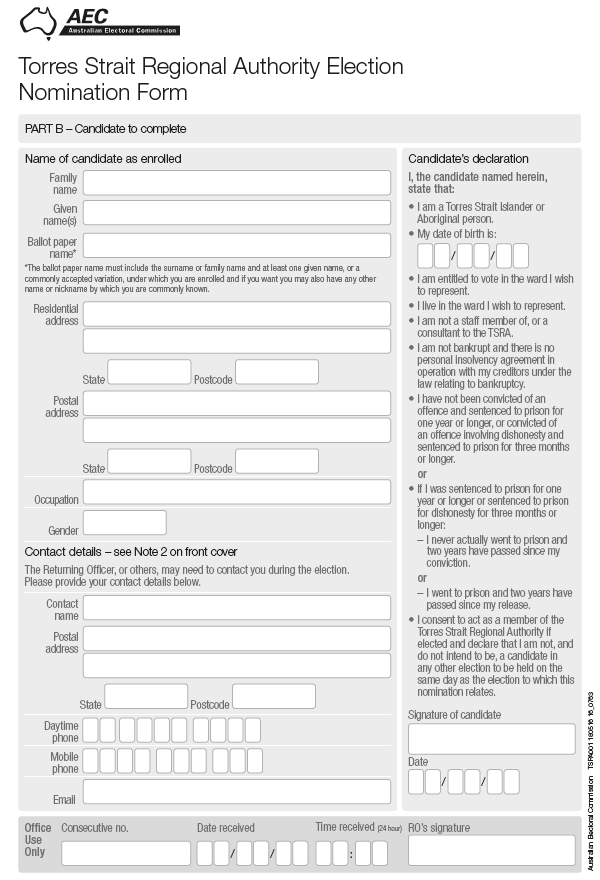 AEC
Australian Electoral Commission
Torres Strait Regional Authority Election
Nomination Form
PART B – Candidate to complete
Name of candidate as enrolled
Family
name
Given
name(s)
Ballot paper
name*
*The ballot paper name must include the surname or family name and at least one given name, or a
commonly accepted variation, under which you are enrolled and if you want you may also have any other
name or nickname by which you are commonly known.
Residential
address
State Postcode
Postal
address
State Postcode
Occupation
Gender
Contact details – see Note 2 on front cover
The Returning Officer, or others, may need to contact you during the election.
Please provide your contact details below.
Contact
name
Postal
address
State Postcode
Daytime
phone
Mobile
phone
Email
Candidate's declaration
I, the candidate named herein,
state that:
• I am a Torres Strait Islander or
Aboriginal person.
• My date of birth is:
/ /
• I am entitled to vote in the ward I wish
to represent.
• I live in the ward I wish to represent.
• I am not a staff member of, or a
consultant to the TSRA.
• I am not bankrupt and there is no
personal insolvency agreement in
operation with my creditors under the
law relating to bankruptcy.
• I have not been convicted of an
offence and sentenced to prison for
one year or longer, or convicted of
an offence involving dishonesty and
sentenced to prison for three months
or longer.
or
• If I was sentenced to prison for one
year or longer or sentenced to prison
for dishonesty for three months or
longer:
– I never actually went to prison and
two years have passed since my
conviction.
or
– I went to prison and two years have
passed since my release.
• I consent to act as a member of the
Torres Strait Regional Authority if
elected and declare that I am not, and
do not intend to be, a candidate in
any other election to be held on the
same day as the election to which this
nomination relates.
Signature of candidate
Date
/ /
Office
Use
Only
Consecutive no.
Date received
/ /
Time received (24 hour)
:
RO's signature
Australian Electoral Commission